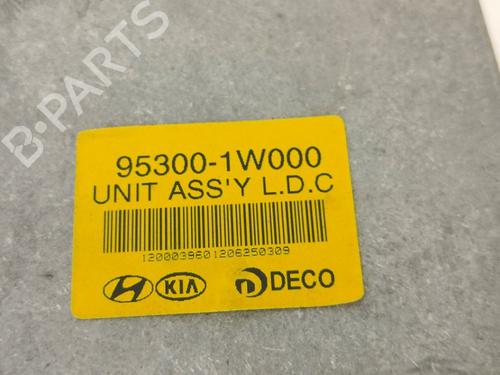 B-PARTS
95300-1W000
UNIT ASS'Y L.D.C
1200039601206250309
KIA DECO